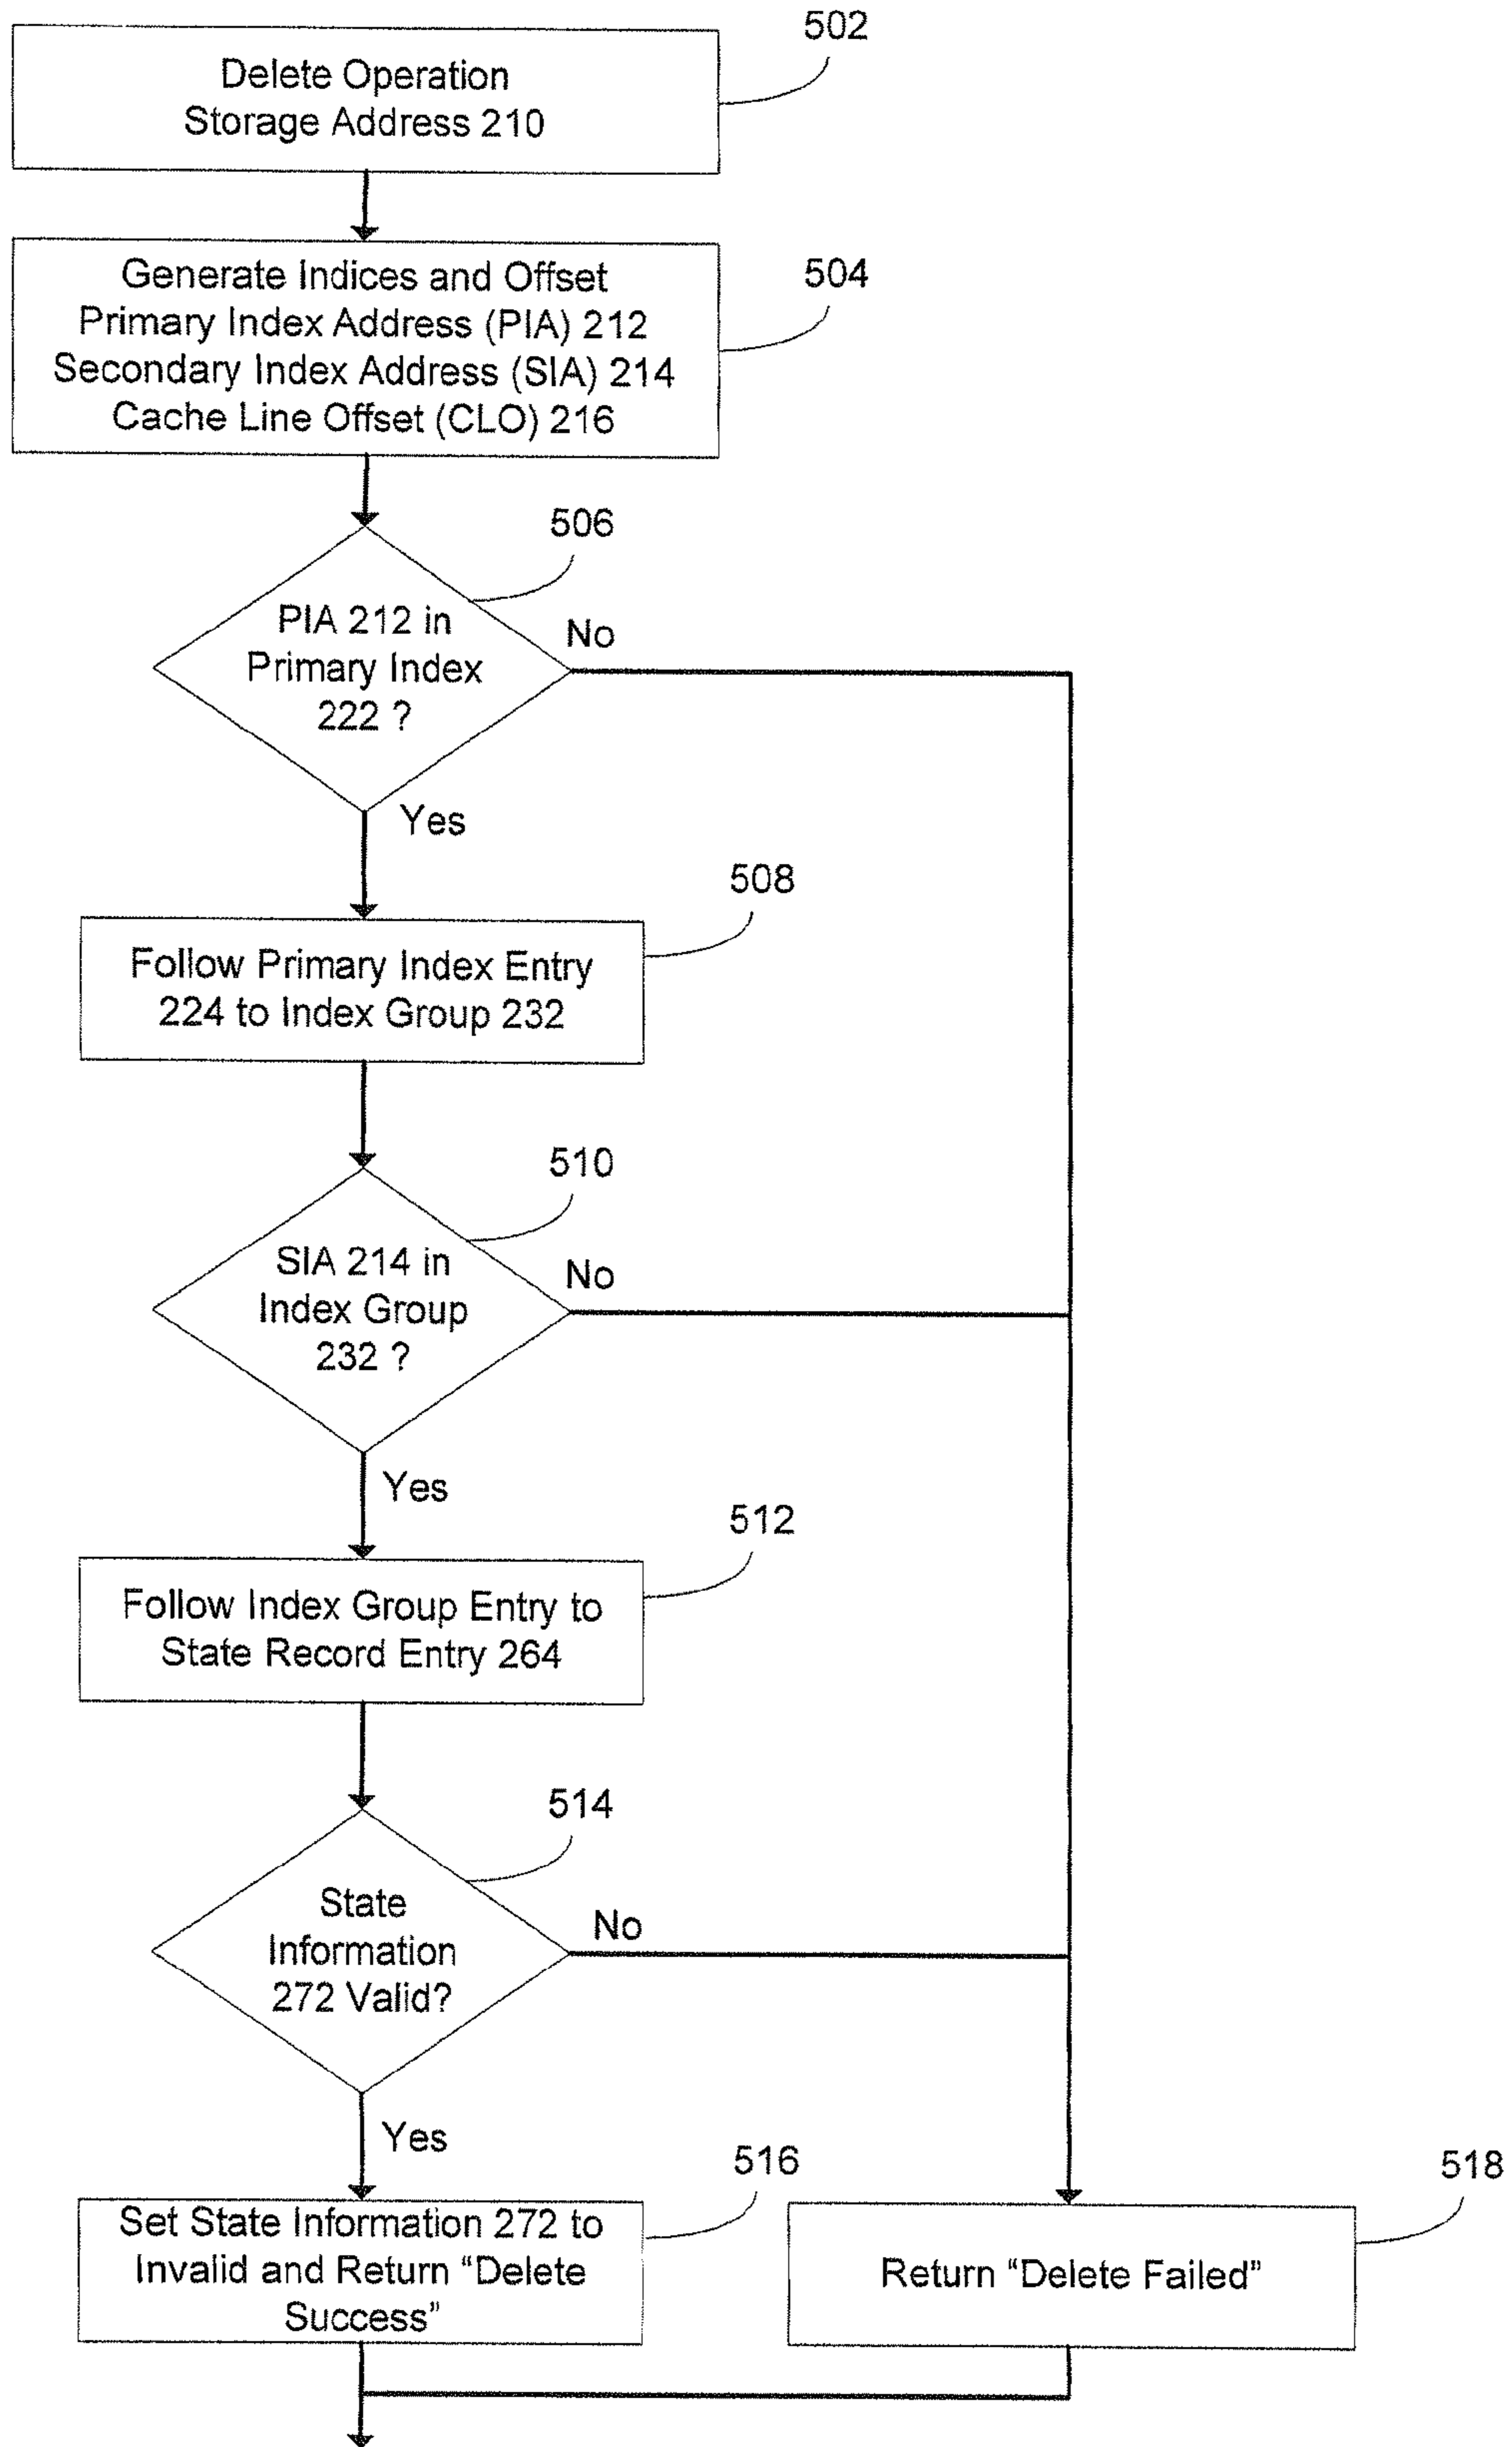 502
Delete Operation
Storage Address 210
504
Generate Indices and Offset
Primary Index Address (PIA) 212
Secondary Index Address (SIA) 214
Cache Line Offset (CLO) 216
506
PIA 212 in
Primary Index
222 ?
No
Yes
508
Follow Primary Index Entry
224 to Index Group 232
510
SIA 214 in
Index Group
232 ?
No
Yes
512
Follow Index Group Entry to
State Record Entry 264
514
State
Information
272 Valid?
No
Yes
516
Set State Information 272 to
Invalid and Return “Delete
Success”
518
Return “Delete Failed”